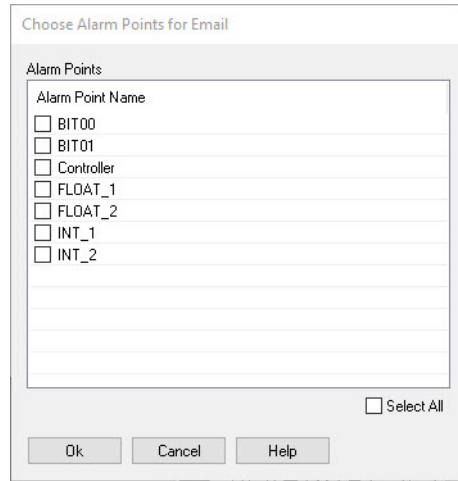 Choose Alarm Points for Email
Alarm Points
Alarm Point Name
BIT00
BIT01
Controller
FLOAT_1
FLOAT_2
INT_1
INT_2
Select All
Ok Cancel Help